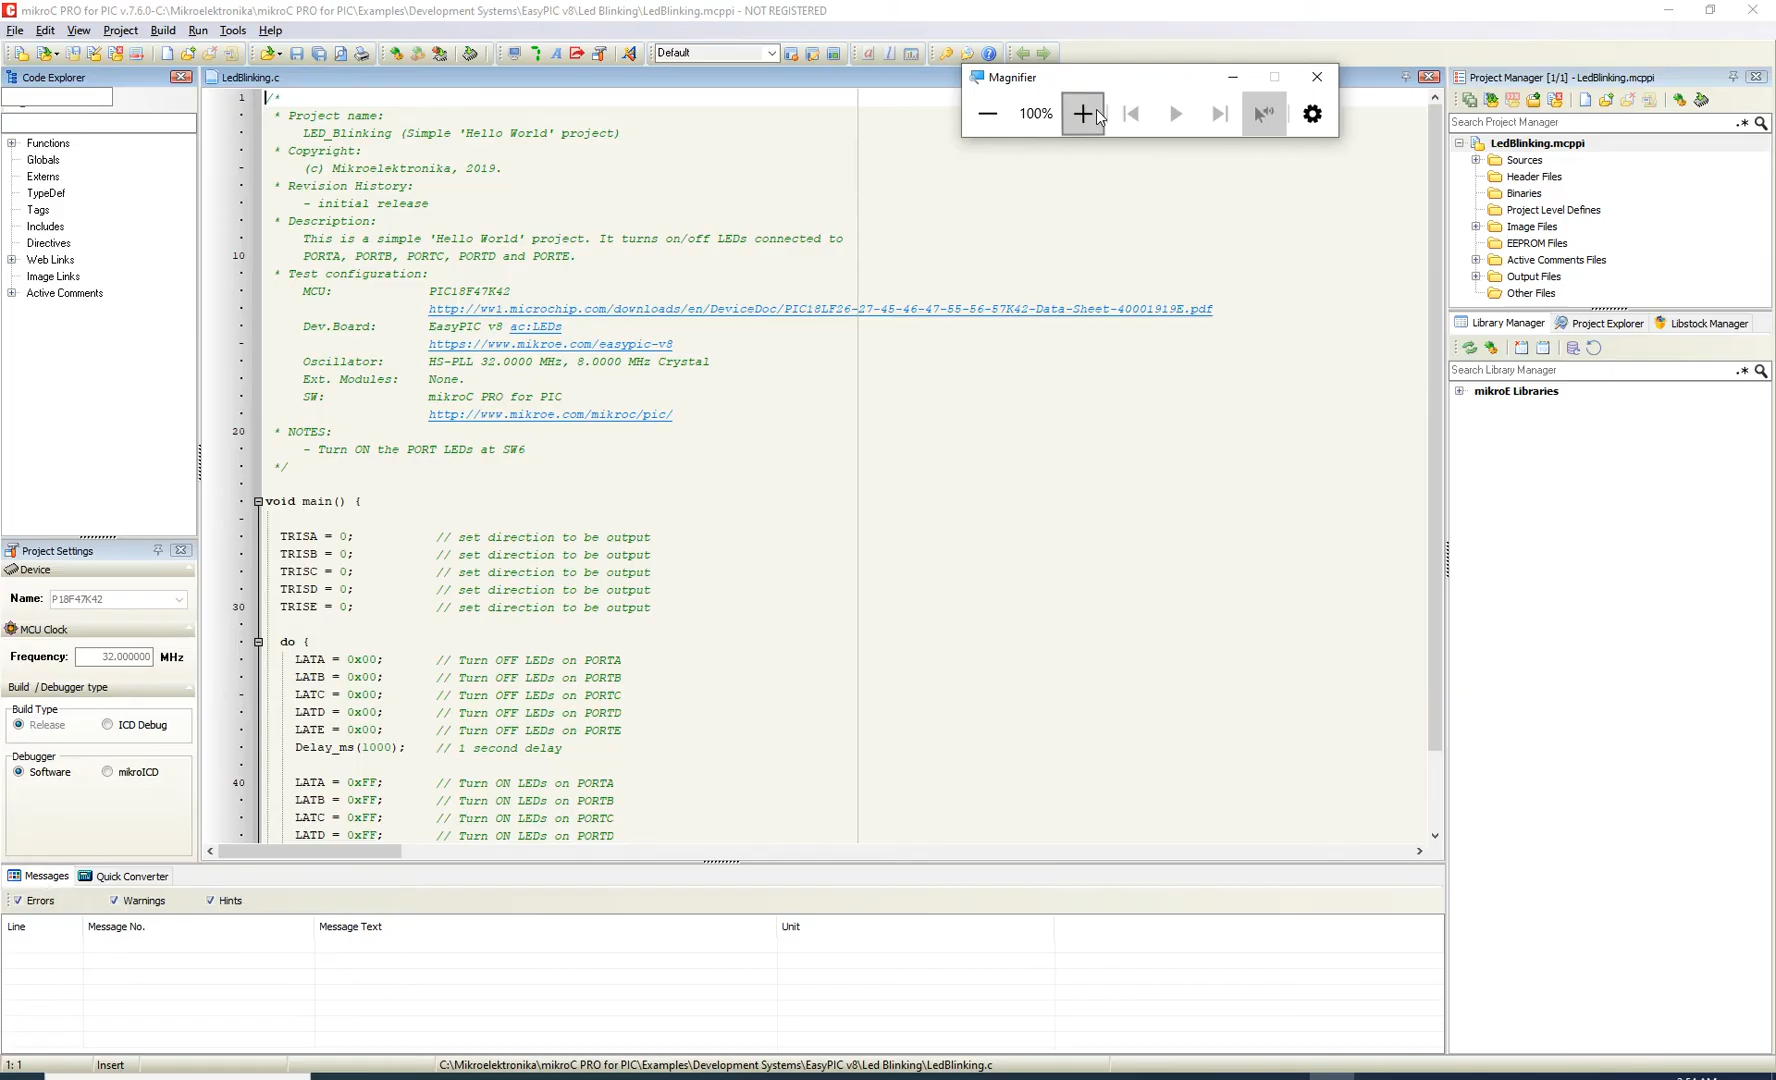 mikroC PRO for PIC v.7.6.0-C:\Mikroelektronika\mikroC PRO for PIC\Examples\Development Systems\EasyPIC v8\Led Blinking\LedBlinking.mcppi - NOT REGISTERED
File Edit View Project Build Run Tools Help
Default
Code Explorer
LedBlinking.c
Magnifier
100%
Project Manager [1/1] - LedBlinking.mcppi
Search Project Manager
Functions
Globals
Externs
TypeDef
Tags
Includes
Directives
Web Links
Image Links
Active Comments
1 /*
* Project name:
LED_Blinking (Simple 'Hello World' project)
* Copyright:
(c) Mikroelektonika, 2019.
* Revision History:
- initial release
* Description:
This is a simple 'Hello World' project. It turns on/off LEDs connected to
10 PORTA, PORTB, PORTC, PORTD and PORTE.
* Test configuration:
MCU: PIC18F47K42
http://ww1.microchip.com/downloads/en/DeviceDoc/PIC18LF26-27-45-46-47-55-56-57K42-Data-Sheet-40001919E.pdf
Dev.Board: EasyPIC v8 ac:LEDs
https://www.mikroe.com/easypic-v8
Oscillator: HS-PLL 32.0000 MHz, 8.0000 MHz Crystal
Ext. Modules: None.
SW: mikroC PRO for PIC
http://www.mikroe.com/mikroc/pic/
20 * NOTES:
- Turn ON the PORT LEDs at SW6
*/
void main() {
TRISA = 0; // set direction to be output
TRISB = 0; // set direction to be output
TRISC = 0; // set direction to be output
TRISD = 0; // set direction to be output
30 TRISE = 0; // set direction to be output
do {
LATA = 0x00; // Turn OFF LEDs on PORTA
LATB = 0x00; // Turn OFF LEDs on PORTB
LATC = 0x00; // Turn OFF LEDs on PORTC
LATD = 0x00; // Turn OFF LEDs on PORTD
LATE = 0x00; // Turn OFF LEDs on PORTE
Delay_ms(1000); // 1 second delay
40 LATA = 0xFF; // Turn ON LEDs on PORTA
LATB = 0xFF; // Turn ON LEDs on PORTB
LATC = 0xFF; // Turn ON LEDs on PORTC
LATD = 0xFF; // Turn ON LEDs on PORTD
LedBlinking.mcppi
Sources
Header Files
Binaries
Project Level Defines
Image Files
EEPROM Files
Active Comments Files
Output Files
Other Files
Library Manager Project Explorer Libstock Manager
Search Library Manager
mikroE Libraries
Project Settings
Device
Name: P18F47K42
MCU Clock
Frequency: 32.000000 MHz
Build / Debugger type
Build Type
Release ICD Debug
Debugger
Software mikroICD
Messages Quick Converter
Errors Warnings Hints
Line Message No. Message Text Unit
1: 1 Insert C:\Mikroelektronika\mikroC PRO for PIC\Examples\Development Systems\EasyPIC v8\Led Blinking\LedBlinking.c